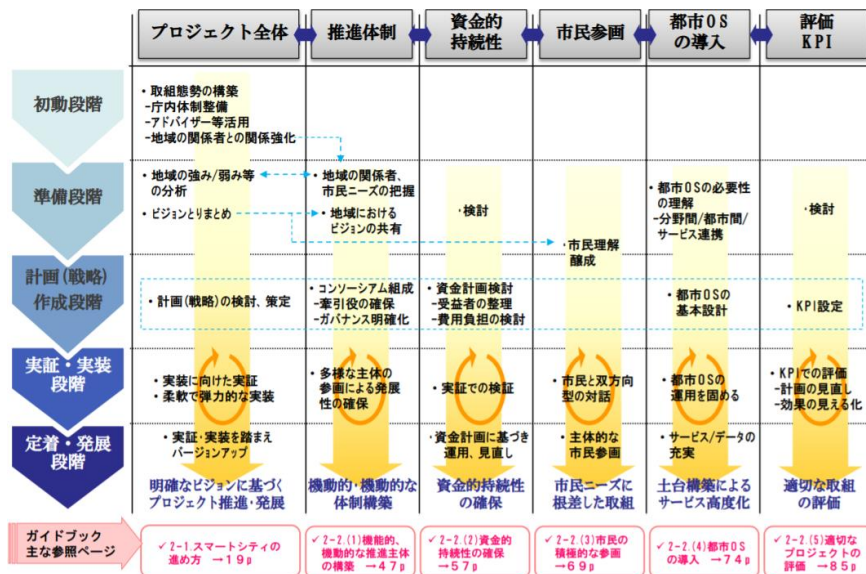 プロジェクト全体
推進体制
資金的
持続性
市民参画
都市OS
の導入
評価
KPI
初動段階
・取組態勢の構築
-庁内体制整備
-アドバイザー等活用
-地域の関係者との関係強化
準備段階
・地域の強み/弱み等
の分析
・ビジョンとりまとめ
・地域の関係者、
市民ニーズの把握
・地域における
ビジョンの共有
・検討
・市民理解
醸成
・都市OSの必要性
の理解
-分野間/都市間/
サービス連携
・検討
計画(戦略)
作成段階
・計画(戦略)の検討、策定
・コンソーシアム組成
-牽引役の確保
-ガバナンス明確化
・資金計画検討
-受益者の整理
-費用負担の検討
・都市OSの
基本設計
・KPI設定
実証・実装
段階
・実装に向けた実証
・柔軟で弾力的な実装
・多様な主体の
参画による発展
性の確保
・実証での検証
・市民と双方向
型の対話
・都市OSの
運用を固める
・KPIでの評価
-計画の見直し
-効果の見える化
定着・発展
段階
・実証・実装を踏まえ
バージョンアップ
・資金計画に基づき
運用、見直し
・主体的な
市民参画
・サービス/データの
充実
明確なビジョンに基づく
プロジェクト推進・発展
機動的・機動的な
体制構築
資金的持続性
の確保
市民ニーズに
根差した取組
土台構築による
サービス高度化
適切な取組
の評価
ガイドブック
主な参照ページ
✓ 2-1.スマートシティの
進め方 →19p
✓ 2-2.(1)機能的、
機動的な推進主体
の構築 →47p
✓ 2-2.(2)資金的
持続性の確保
→57p
✓ 2-2.(3)市民の
積極的な参画
→69p
✓ 2-2.(4)都市OS
の導入 →74p
✓ 2-2.(5)適切な
プロジェクトの
評価 →85p